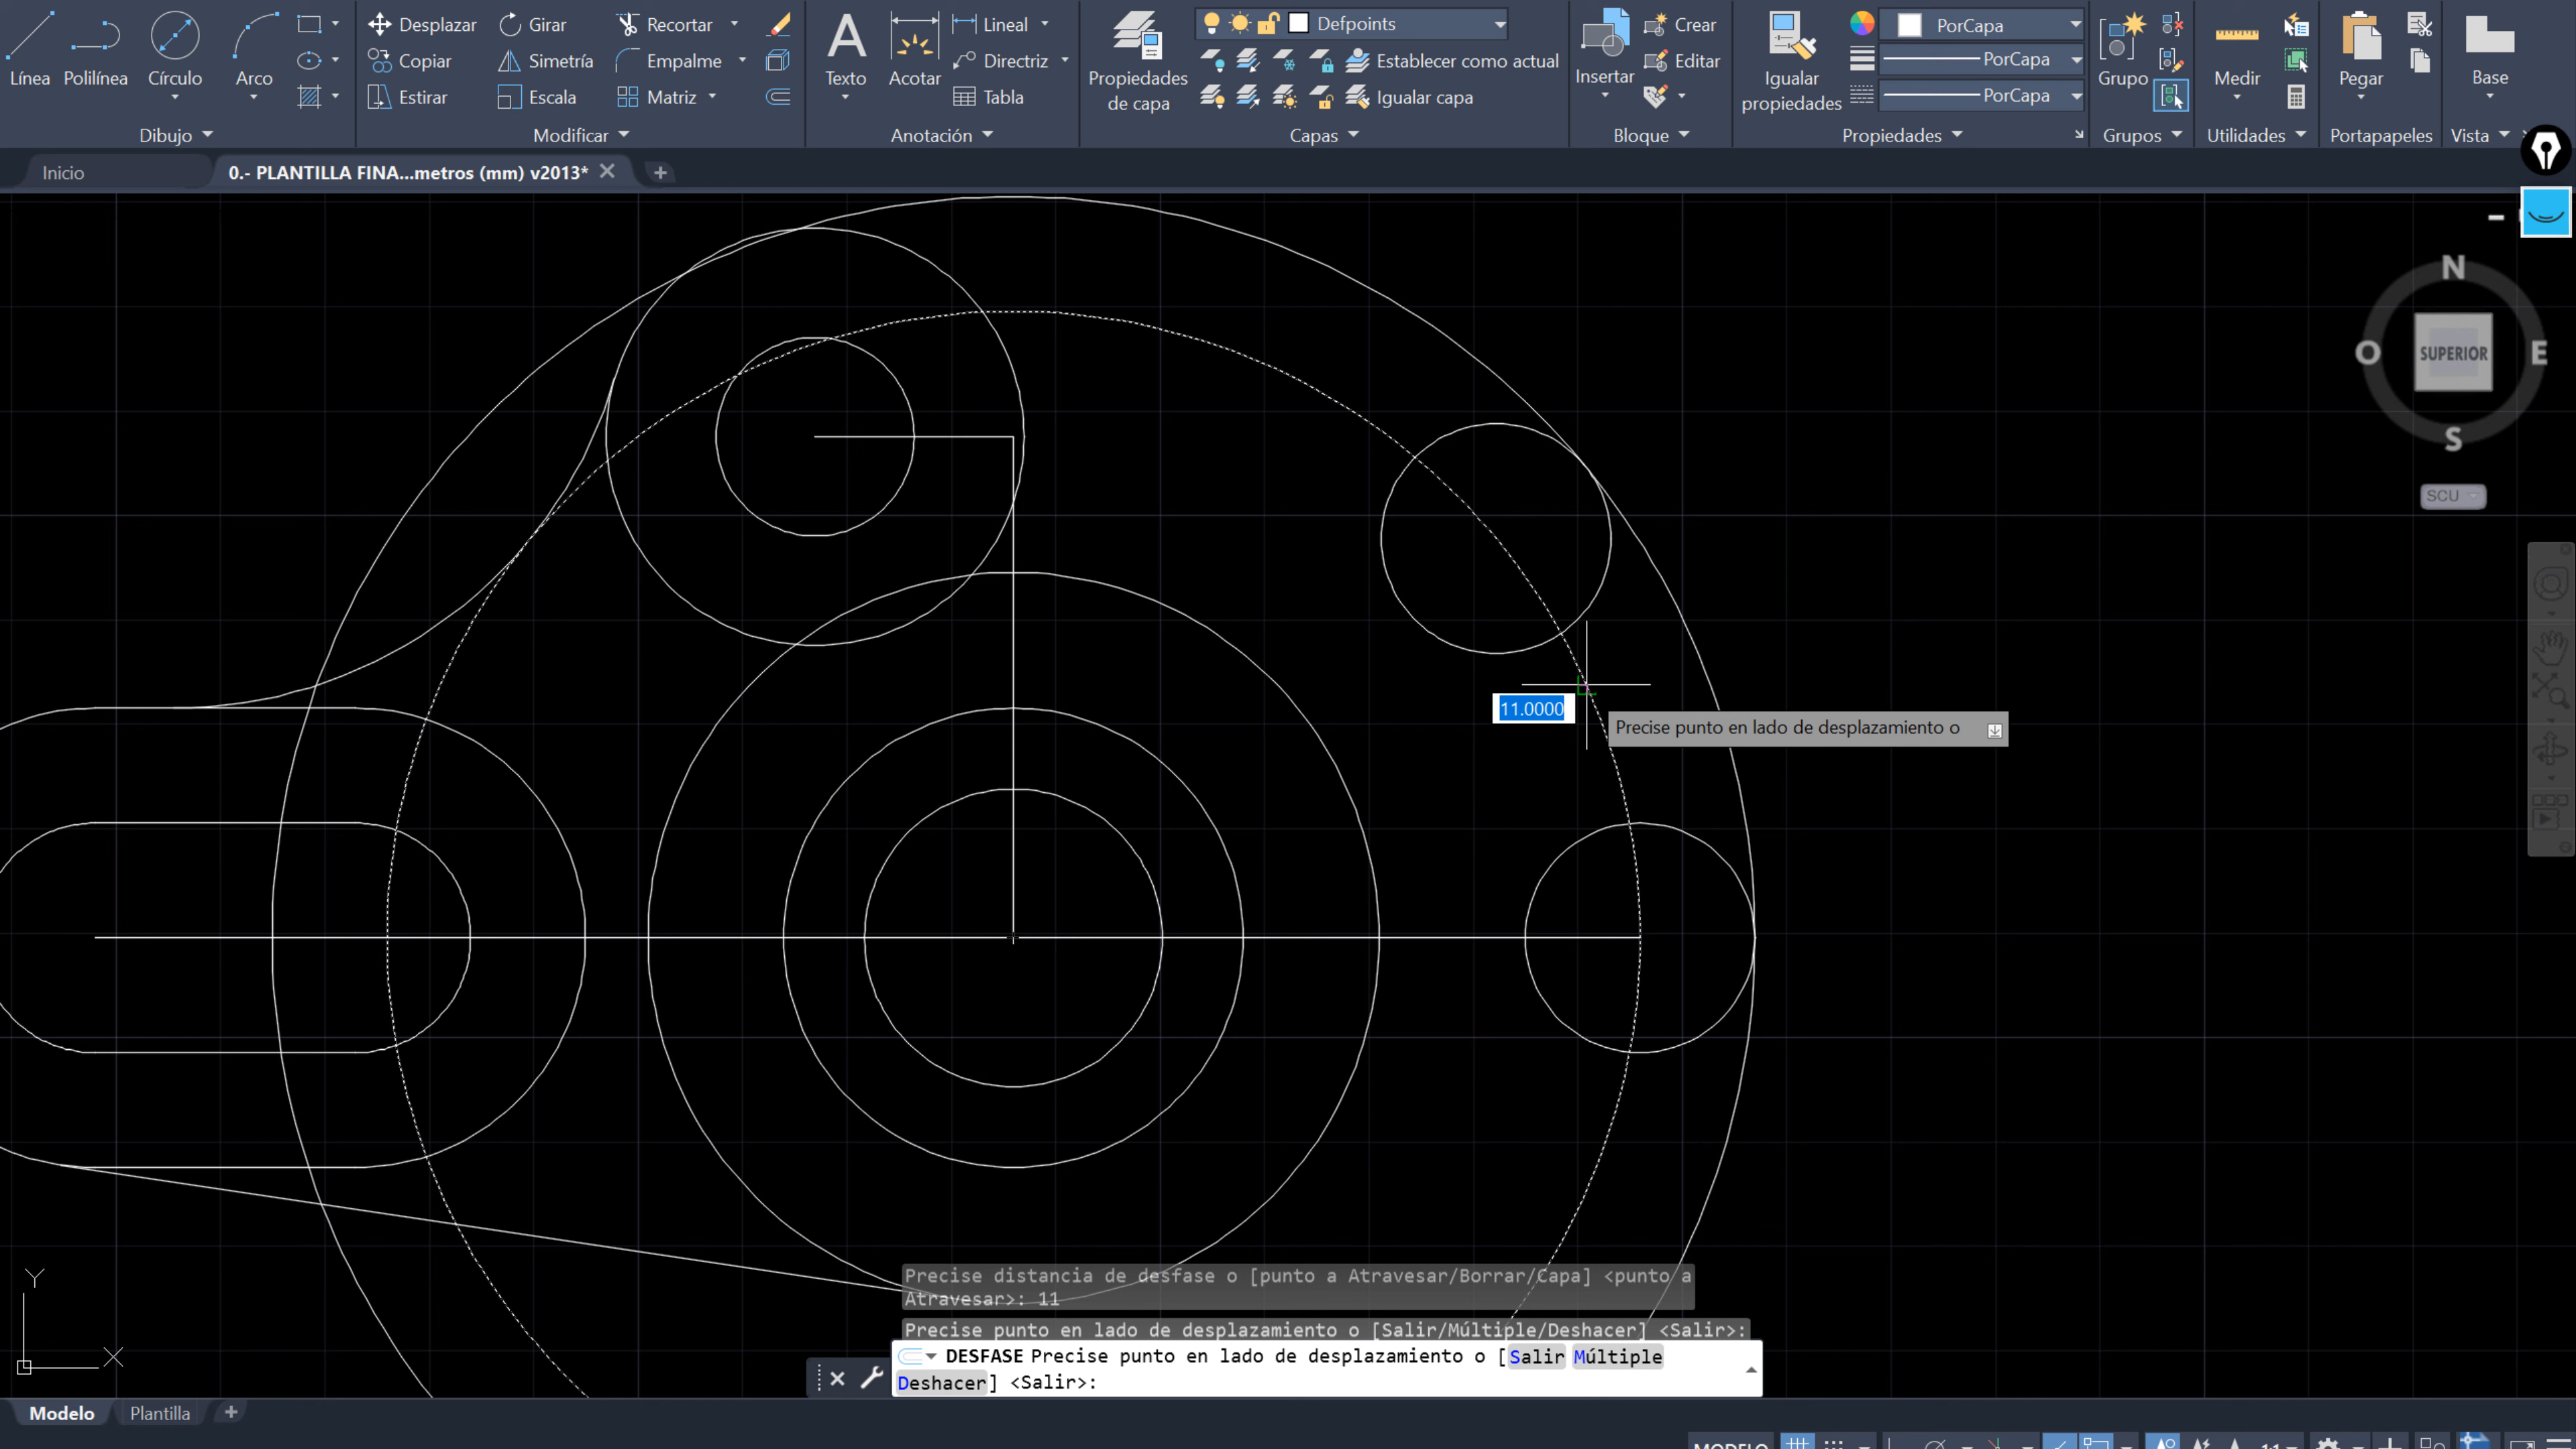 Línea
Polilínea
Círculo
Arco
Desplazar
Girar
Recortar
Copiar
Simetría
Empalme
Estirar
Escala
Matriz
Texto
Acotar
Lineal
Directriz
Tabla
Propiedades
de capa
Defpoints
Establecer como actual
Igualar capa
Insertar
Crear
Editar
Igualar
propiedades
PorCapa
PorCapa
PorCapa
Grupo
Medir
Pegar
Base
Dibujo
Modificar
Anotación
Capas
Bloque
Propiedades
Grupos
Utilidades
Portapapeles
Vista
Inicio
0.- PLANTILLA FINA...metros (mm) v2013*
N
O
SUPERIOR
E
S
SCU
11.0000
Precise punto en lado de desplazamiento o
Y
X
Precise distancia de desfase o [punto a Atravesar/Borrar/Capa] <punto a
Atravesar>: 11
Precise punto en lado de desplazamiento o [Salir/Múltiple/Deshacer] <Salir>:
DESFASE Precise punto en lado de desplazamiento o [Salir Múltiple
Deshacer] <Salir>:
Modelo
Plantilla
MODELO
1:1